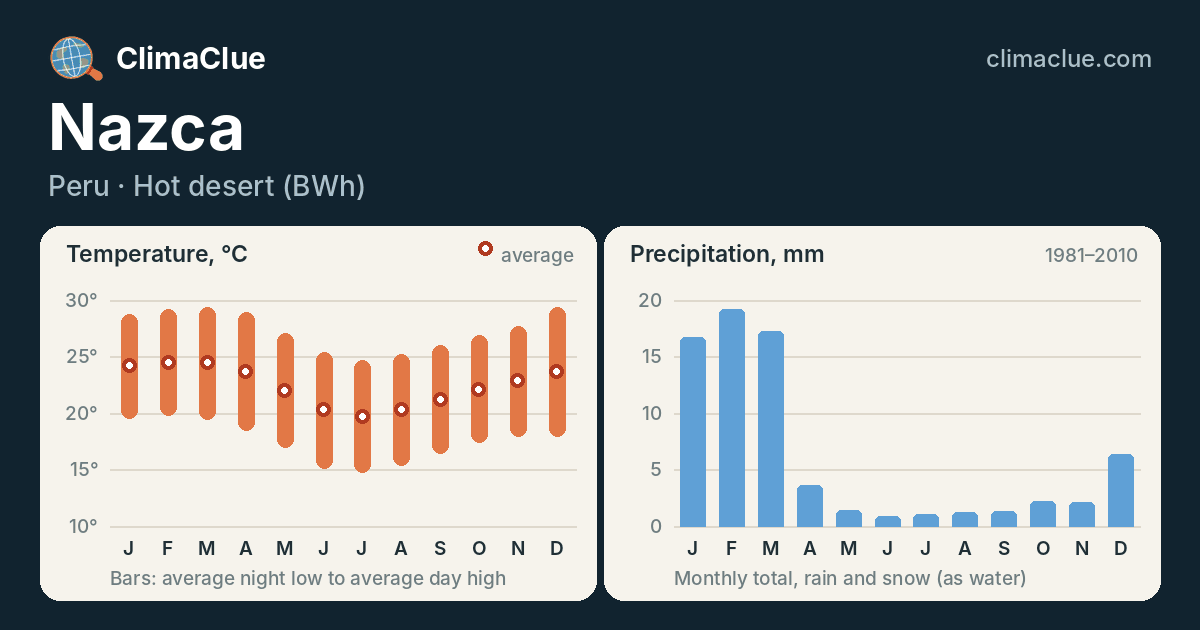 ClimaClue
climaclue.com
Nazca
Peru · Hot desert (BWh)
Temperature, °C
average
30°
25°
20°
15°
10°
J F M A M J J A S O N D
Bars: average night low to average day high
Precipitation, mm
1981–2010
20
15
10
5
0
J F M A M J J A S O N D
Monthly total, rain and snow (as water)